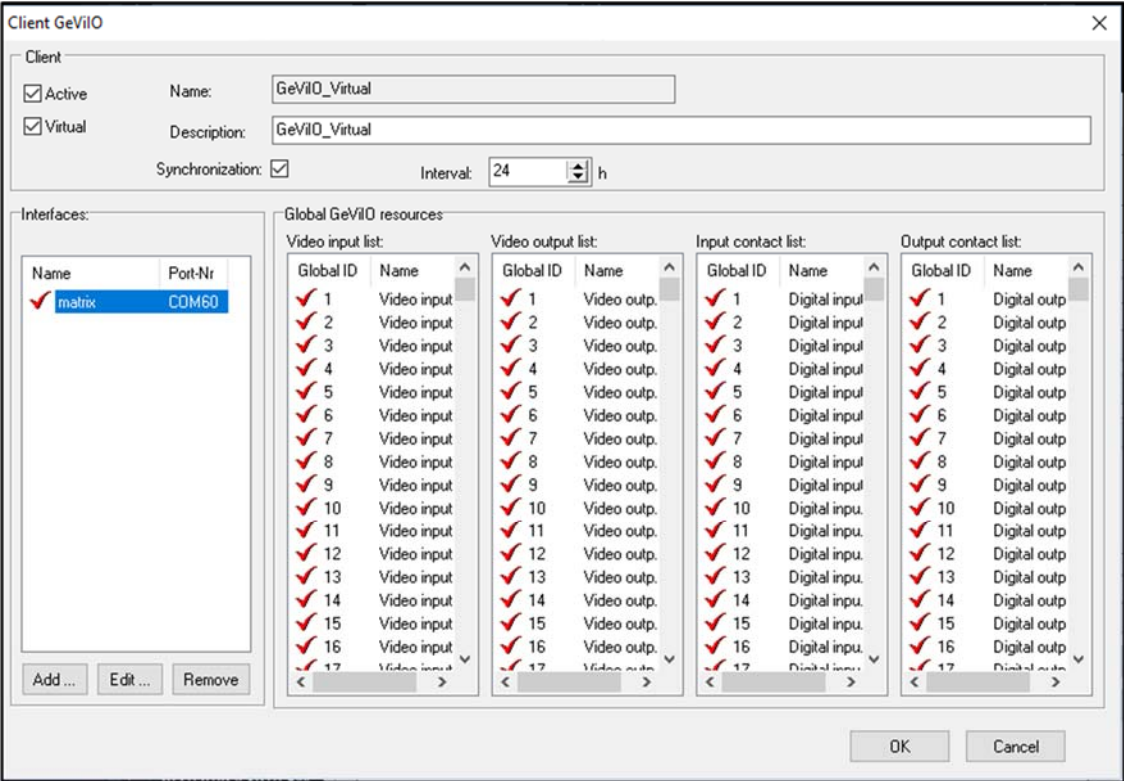 Client GeViIO
Client
Active
Name:
GeViIO_Virtual
Virtual
Description:
GeViIO_Virtual
Synchronization:
Interval:
24
h
Interfaces:
Name Port-Nr
matrix COM60
Add ... Edit ... Remove
Global GeViIO resources
Video input list: Video output list: Input contact list: Output contact list:
Global ID Name Global ID Name Global ID Name Global ID Name
1 Video input 1 Video outp. 1 Digital input 1 Digital outp
2 Video input 2 Video outp. 2 Digital input 2 Digital outp
3 Video input 3 Video outp. 3 Digital input 3 Digital outp
4 Video input 4 Video outp. 4 Digital input 4 Digital outp
5 Video input 5 Video outp. 5 Digital input 5 Digital outp
6 Video input 6 Video outp. 6 Digital input 6 Digital outp
7 Video input 7 Video outp. 7 Digital input 7 Digital outp
8 Video input 8 Video outp. 8 Digital input 8 Digital outp
9 Video input 9 Video outp. 9 Digital input 9 Digital outp
10 Video input 10 Video outp. 10 Digital inpu. 10 Digital outp
11 Video input 11 Video outp. 11 Digital inpu. 11 Digital outp
12 Video input 12 Video outp. 12 Digital inpu. 12 Digital outp
13 Video input 13 Video outp. 13 Digital inpu. 13 Digital outp
14 Video input 14 Video outp. 14 Digital inpu. 14 Digital outp
15 Video input 15 Video outp. 15 Digital inpu. 15 Digital outp
16 Video input 16 Video outp. 16 Digital inpu. 16 Digital outp
17 Video input 17 Video outp. 17 Digital inpu. 17 Digital outp
OK Cancel